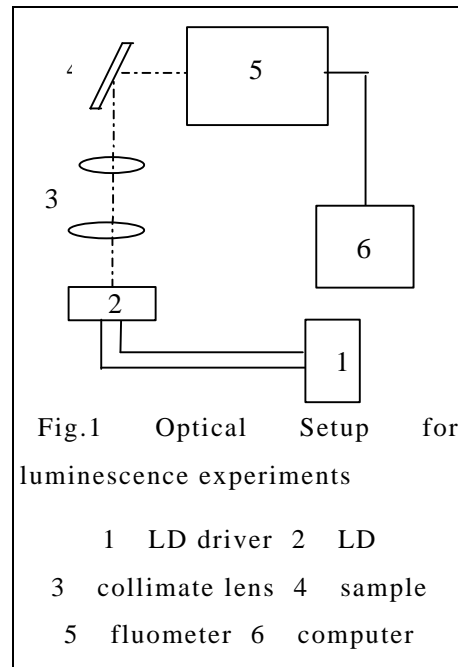 4
5
3
6
2
1
Fig.1 Optical Setup for
luminescence experiments
1 LD driver 2 LD
3 collimate lens 4 sample
5 fluometer 6 computer